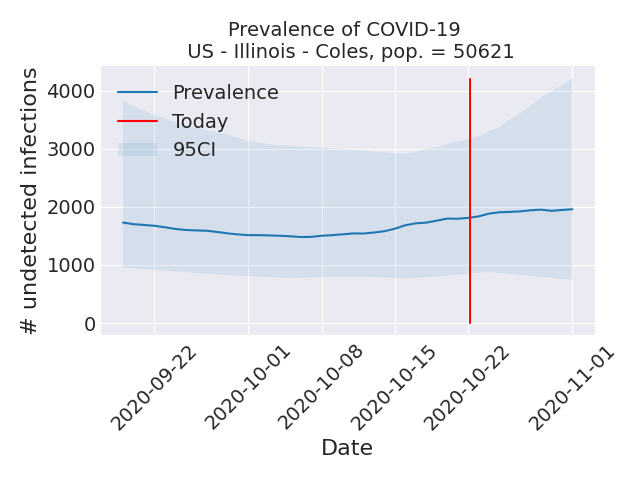 Prevalence of COVID-19
US - Illinois - Coles, pop. = 50621
# undetected infections
4000
3000
2000
1000
0
Prevalence
Today
95CI
2020-09-22
2020-10-01
2020-10-08
2020-10-15
2020-10-22
2020-11-01
Date